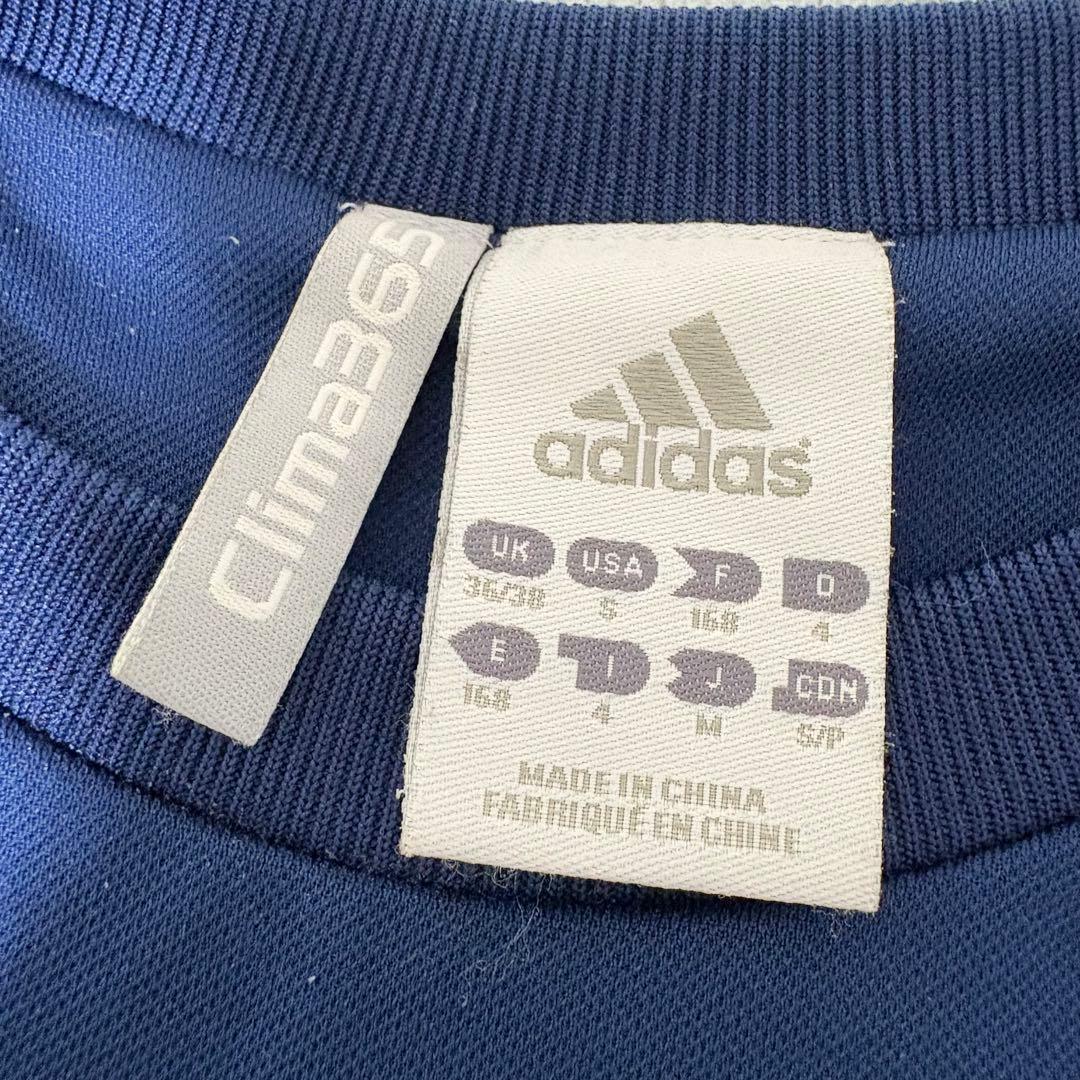 Clima365
adidas®
UK USA F D
36/38 S 168 4
E I J CDN
168 4 M S/P
MADE IN CHINA
FABRIQUÉ EN CHINE